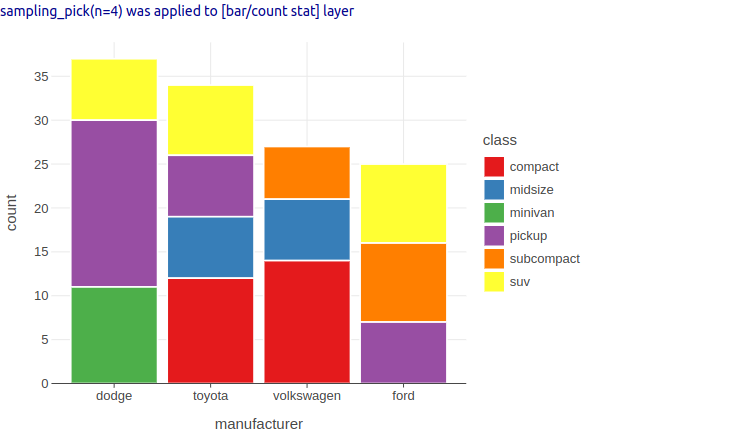 sampling_pick(n=4) was applied to [bar/count stat] layer
35
30
25
20
15
10
5
0
count
dodge toyota volkswagen ford
manufacturer
class
compact
midsize
minivan
pickup
subcompact
suv